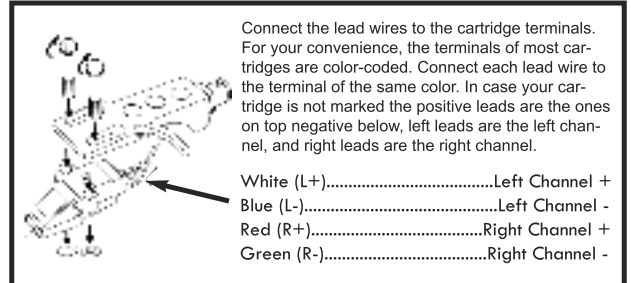 Connect the lead wires to the cartridge terminals.
For your convenience, the terminals of most car-
tridges are color-coded. Connect each lead wire to
the terminal of the same color. In case your car-
tridge is not marked the positive leads are the ones
on top negative below, left leads are the left chan-
nel, and right leads are the right channel.
White (L+).......................................Left Channel +
Blue (L-).............................................Left Channel -
Red (R+)........................................Right Channel +
Green (R-)......................................Right Channel -